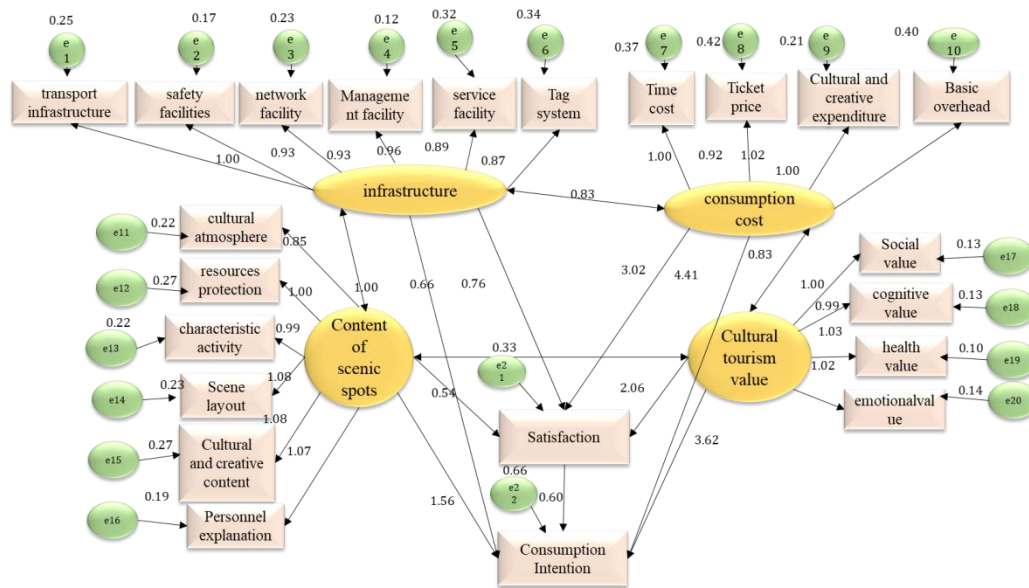 0.25
0.17
0.23
0.12
0.32
0.34
0.37
0.42
0.21
0.40
e
1
e
2
e
3
e
4
e
5
e
6
e
7
e
8
e
9
e
10
transport
infrastructure
safety
facilities
network
facility
Manageme
nt facility
service
facility
Tag
system
Time
cost
Ticket
price
Cultural and
creative
expenditure
Basic
overhead
1.00
0.93
0.93
0.96
0.89
0.87
1.00
0.92
1.02
1.00
infrastructure
0.83
consumption
cost
e11
0.22
cultural
atmosphere
0.85
e12
0.27
resources
protection
1.00
1.00
e13
0.22
characteristic
activity
0.99
e14
0.23
Scene
layout
1.08
e15
0.27
Cultural
and creative
content
1.08
e16
0.19
Personnel
explanation
1.07
Content
of
scenic
spots
0.66
0.76
3.02
4.41
0.83
Cultural
tourism
value
Social
value
0.13
e17
1.00
cognitive
value
0.13
e18
0.99
health
value
0.10
e19
1.03
emotionalval
ue
0.14
e20
1.02
0.33
e2
1
0.54
2.06
Satisfaction
3.62
0.66
e2
2
0.60
1.56
Consumption
Intention